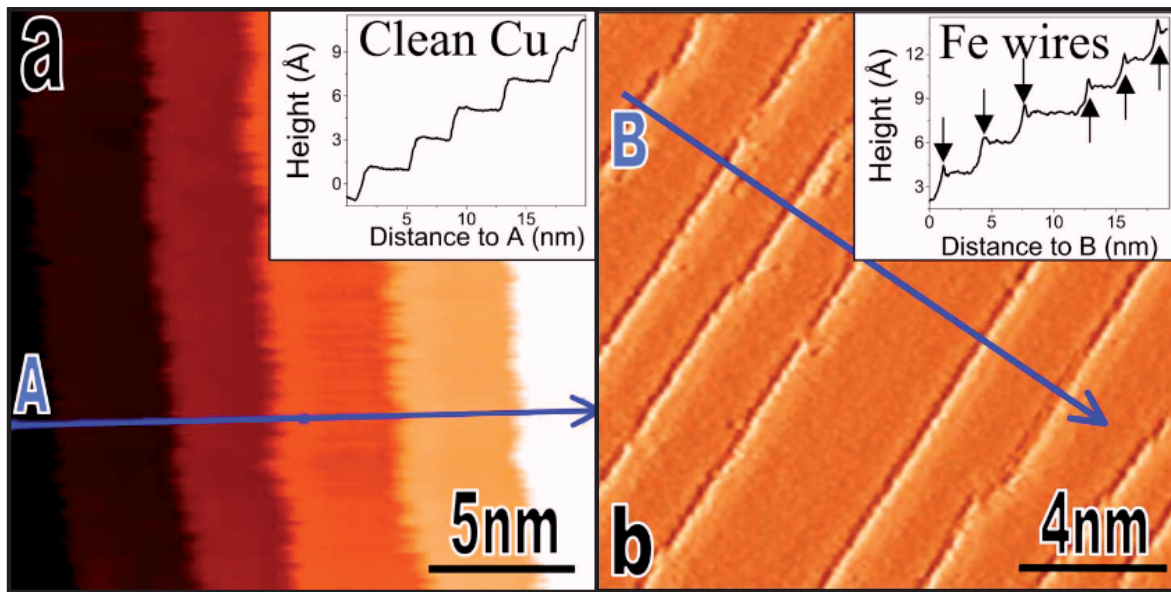 a
Clean Cu
Height (Å)
9
6
3
0
5
10
15
Distance to A (nm)
A
5nm
Fe wires
Height (Å)
12
9
6
3
0
5
10
15
Distance to B (nm)
B
b
4nm